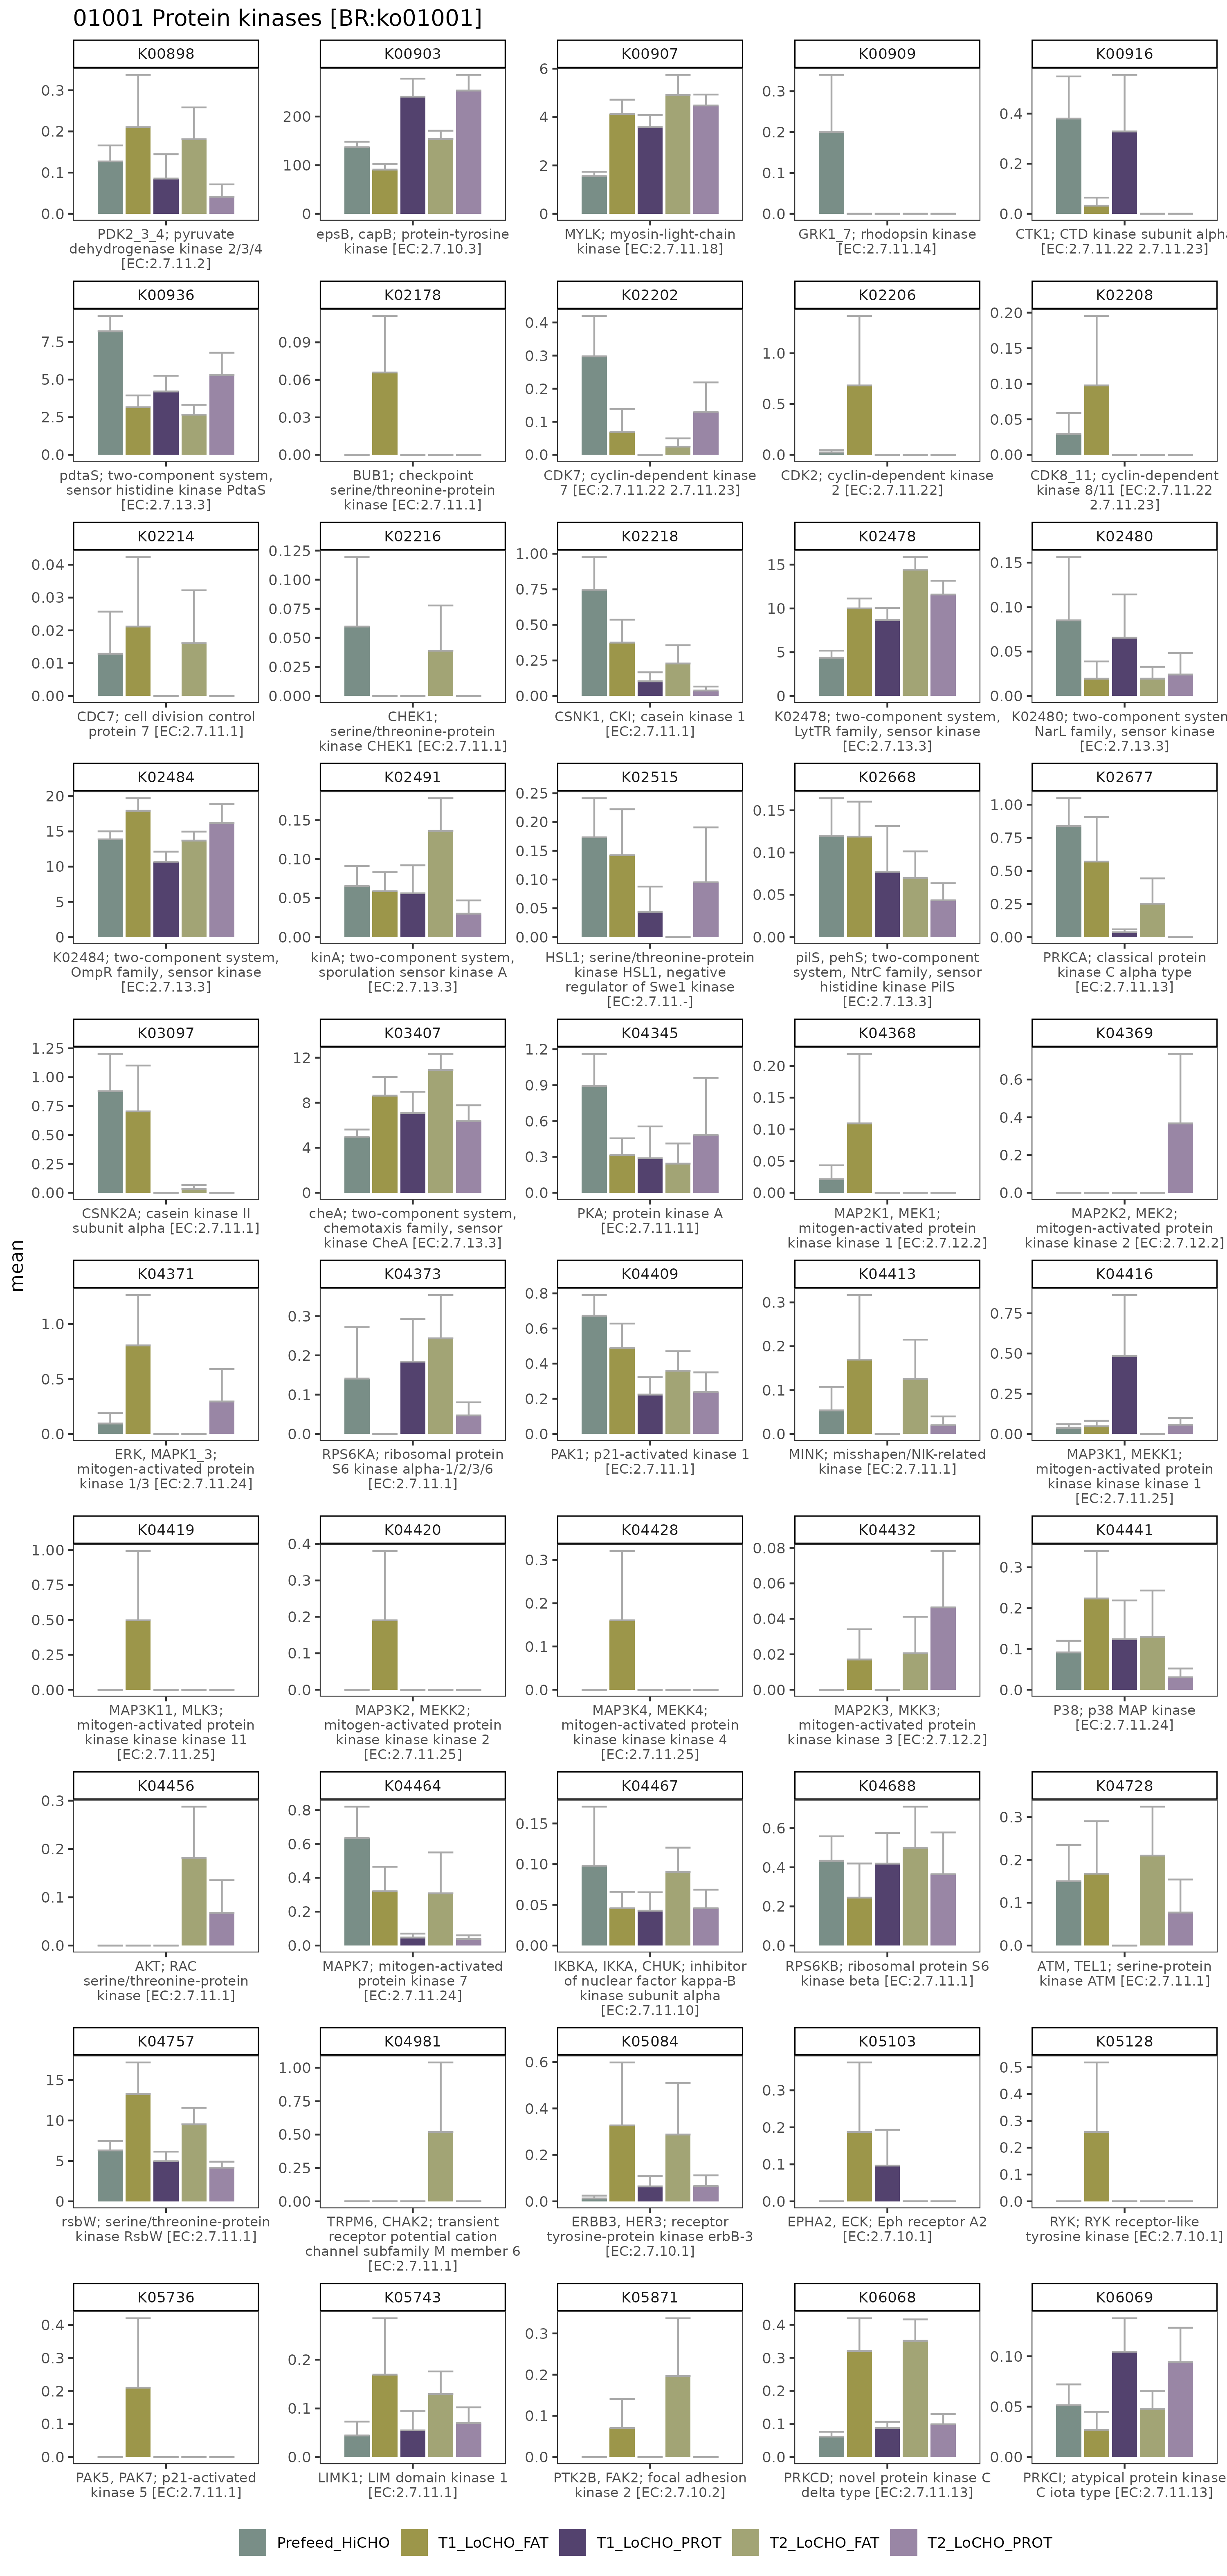 01001 Protein kinases [BR:ko01001]
mean
K00898
0.3
0.2
0.1
0.0
PDK2_3_4; pyruvate
dehydrogenase kinase 2/3/4
[EC:2.7.11.2]
K00903
200
100
0
epsB, capB; protein-tyrosine
kinase [EC:2.7.10.3]
K00907
6
4
2
0
MYLK; myosin-light-chain
kinase [EC:2.7.11.18]
K00909
0.3
0.2
0.1
0.0
GRK1_7; rhodopsin kinase
[EC:2.7.11.14]
K00916
0.4
0.2
0.0
CTK1; CTD kinase subunit alph
[EC:2.7.11.22 2.7.11.23]
K00936
7.5
5.0
2.5
0.0
pdtaS; two-component system,
sensor histidine kinase PdtaS
[EC:2.7.13.3]
K02178
0.09
0.06
0.03
0.00
BUB1; checkpoint
serine/threonine-protein
kinase [EC:2.7.11.1]
K02202
0.4
0.3
0.2
0.1
0.0
CDK7; cyclin-dependent kinase
7 [EC:2.7.11.22 2.7.11.23]
K02206
1.0
0.5
0.0
CDK2; cyclin-dependent kinase
2 [EC:2.7.11.22]
K02208
0.20
0.15
0.10
0.05
0.00
CDK8_11; cyclin-dependent
kinase 8/11 [EC:2.7.11.22
2.7.11.23]
K02214
0.04
0.03
0.02
0.01
0.00
CDC7; cell division control
protein 7 [EC:2.7.11.1]
K02216
0.125
0.100
0.075
0.050
0.025
0.000
CHEK1;
serine/threonine-protein
kinase CHEK1 [EC:2.7.11.1]
K02218
1.00
0.75
0.50
0.25
0.00
CSNK1, CKI; casein kinase 1
[EC:2.7.11.1]
K02478
15
10
5
0
K02478; two-component system,
LytTR family, sensor kinase
[EC:2.7.13.3]
K02480
0.15
0.10
0.05
0.00
K02480; two-component system
NarL family, sensor kinase
[EC:2.7.13.3]
K02484
20
15
10
5
0
K02484; two-component system,
OmpR family, sensor kinase
[EC:2.7.13.3]
K02491
0.15
0.10
0.05
0.00
kinA; two-component system,
sporulation sensor kinase A
[EC:2.7.13.3]
K02515
0.25
0.20
0.15
0.10
0.05
0.00
HSL1; serine/threonine-protein
kinase HSL1, negative
regulator of Swe1 kinase
[EC:2.7.11.-]
K02668
0.15
0.10
0.05
0.00
pilS, pehS; two-component
system, NtrC family, sensor
histidine kinase PilS
[EC:2.7.13.3]
K02677
1.00
0.75
0.50
0.25
0.00
PRKCA; classical protein
kinase C alpha type
[EC:2.7.11.13]
K03097
1.25
1.00
0.75
0.50
0.25
0.00
CSNK2A; casein kinase II
subunit alpha [EC:2.7.11.1]
K03407
12
8
4
0
cheA; two-component system,
chemotaxis family, sensor
kinase CheA [EC:2.7.13.3]
K04345
1.2
0.9
0.6
0.3
0.0
PKA; protein kinase A
[EC:2.7.11.11]
K04368
0.20
0.15
0.10
0.05
0.00
MAP2K1, MEK1;
mitogen-activated protein
kinase kinase 1 [EC:2.7.12.2]
K04369
0.6
0.4
0.2
0.0
MAP2K2, MEK2;
mitogen-activated protein
kinase kinase 2 [EC:2.7.12.2]
K04371
1.0
0.5
0.0
ERK, MAPK1_3;
mitogen-activated protein
kinase 1/3 [EC:2.7.11.24]
K04373
0.3
0.2
0.1
0.0
RPS6KA; ribosomal protein
S6 kinase alpha-1/2/3/6
[EC:2.7.11.1]
K04409
0.8
0.6
0.4
0.2
0.0
PAK1; p21-activated kinase 1
[EC:2.7.11.1]
K04413
0.3
0.2
0.1
0.0
MINK; misshapen/NIK-related
kinase [EC:2.7.11.1]
K04416
0.75
0.50
0.25
0.00
MAP3K1, MEKK1;
mitogen-activated protein
kinase kinase kinase 1
[EC:2.7.11.25]
K04419
1.00
0.75
0.50
0.25
0.00
MAP3K11, MLK3;
mitogen-activated protein
kinase kinase kinase 11
[EC:2.7.11.25]
K04420
0.4
0.3
0.2
0.1
0.0
MAP3K2, MEKK2;
mitogen-activated protein
kinase kinase kinase 2
[EC:2.7.11.25]
K04428
0.3
0.2
0.1
0.0
MAP3K4, MEKK4;
mitogen-activated protein
kinase kinase kinase 4
[EC:2.7.11.25]
K04432
0.08
0.06
0.04
0.02
0.00
MAP2K3, MKK3;
mitogen-activated protein
kinase kinase 3 [EC:2.7.12.2]
K04441
0.3
0.2
0.1
0.0
P38; p38 MAP kinase
[EC:2.7.11.24]
K04456
0.3
0.2
0.1
0.0
AKT; RAC
serine/threonine-protein
kinase [EC:2.7.11.1]
K04464
0.8
0.6
0.4
0.2
0.0
MAPK7; mitogen-activated
protein kinase 7
[EC:2.7.11.24]
K04467
0.15
0.10
0.05
0.00
IKBKA, IKKA, CHUK; inhibitor
of nuclear factor kappa-B
kinase subunit alpha
[EC:2.7.11.10]
K04688
0.6
0.4
0.2
0.0
RPS6KB; ribosomal protein S6
kinase beta [EC:2.7.11.1]
K04728
0.3
0.2
0.1
0.0
ATM, TEL1; serine-protein
kinase ATM [EC:2.7.11.1]
K04757
15
10
5
0
rsbW; serine/threonine-protein
kinase RsbW [EC:2.7.11.1]
K04981
1.00
0.75
0.50
0.25
0.00
TRPM6, CHAK2; transient
receptor potential cation
channel subfamily M member 6
[EC:2.7.11.1]
K05084
0.6
0.4
0.2
0.0
ERBB3, HER3; receptor
tyrosine-protein kinase erbB-3
[EC:2.7.10.1]
K05103
0.3
0.2
0.1
0.0
EPHA2, ECK; Eph receptor A2
[EC:2.7.10.1]
K05128
0.5
0.4
0.3
0.2
0.1
0.0
RYK; RYK receptor-like
tyrosine kinase [EC:2.7.10.1]
K05736
0.4
0.3
0.2
0.1
0.0
PAK5, PAK7; p21-activated
kinase 5 [EC:2.7.11.1]
K05743
0.2
0.1
0.0
LIMK1; LIM domain kinase 1
[EC:2.7.11.1]
K05871
0.3
0.2
0.1
0.0
PTK2B, FAK2; focal adhesion
kinase 2 [EC:2.7.10.2]
K06068
0.4
0.3
0.2
0.1
0.0
PRKCD; novel protein kinase C
delta type [EC:2.7.11.13]
K06069
0.10
0.05
0.00
PRKCI; atypical protein kinase
C iota type [EC:2.7.11.13]
Prefeed_HiCHO
T1_LoCHO_FAT
T1_LoCHO_PROT
T2_LoCHO_FAT
T2_LoCHO_PROT